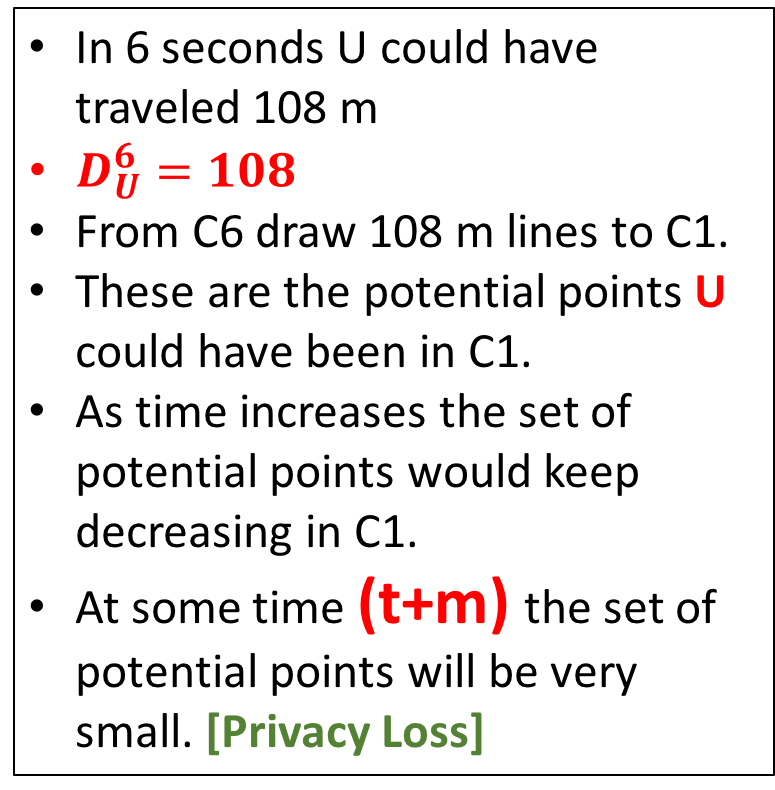 • In 6 seconds U could have
traveled 108 m
• D_U^6 = 108
• From C6 draw 108 m lines to C1.
• These are the potential points U
could have been in C1.
• As time increases the set of
potential points would keep
decreasing in C1.
• At some time (t+m) the set of
potential points will be very
small. [Privacy Loss]